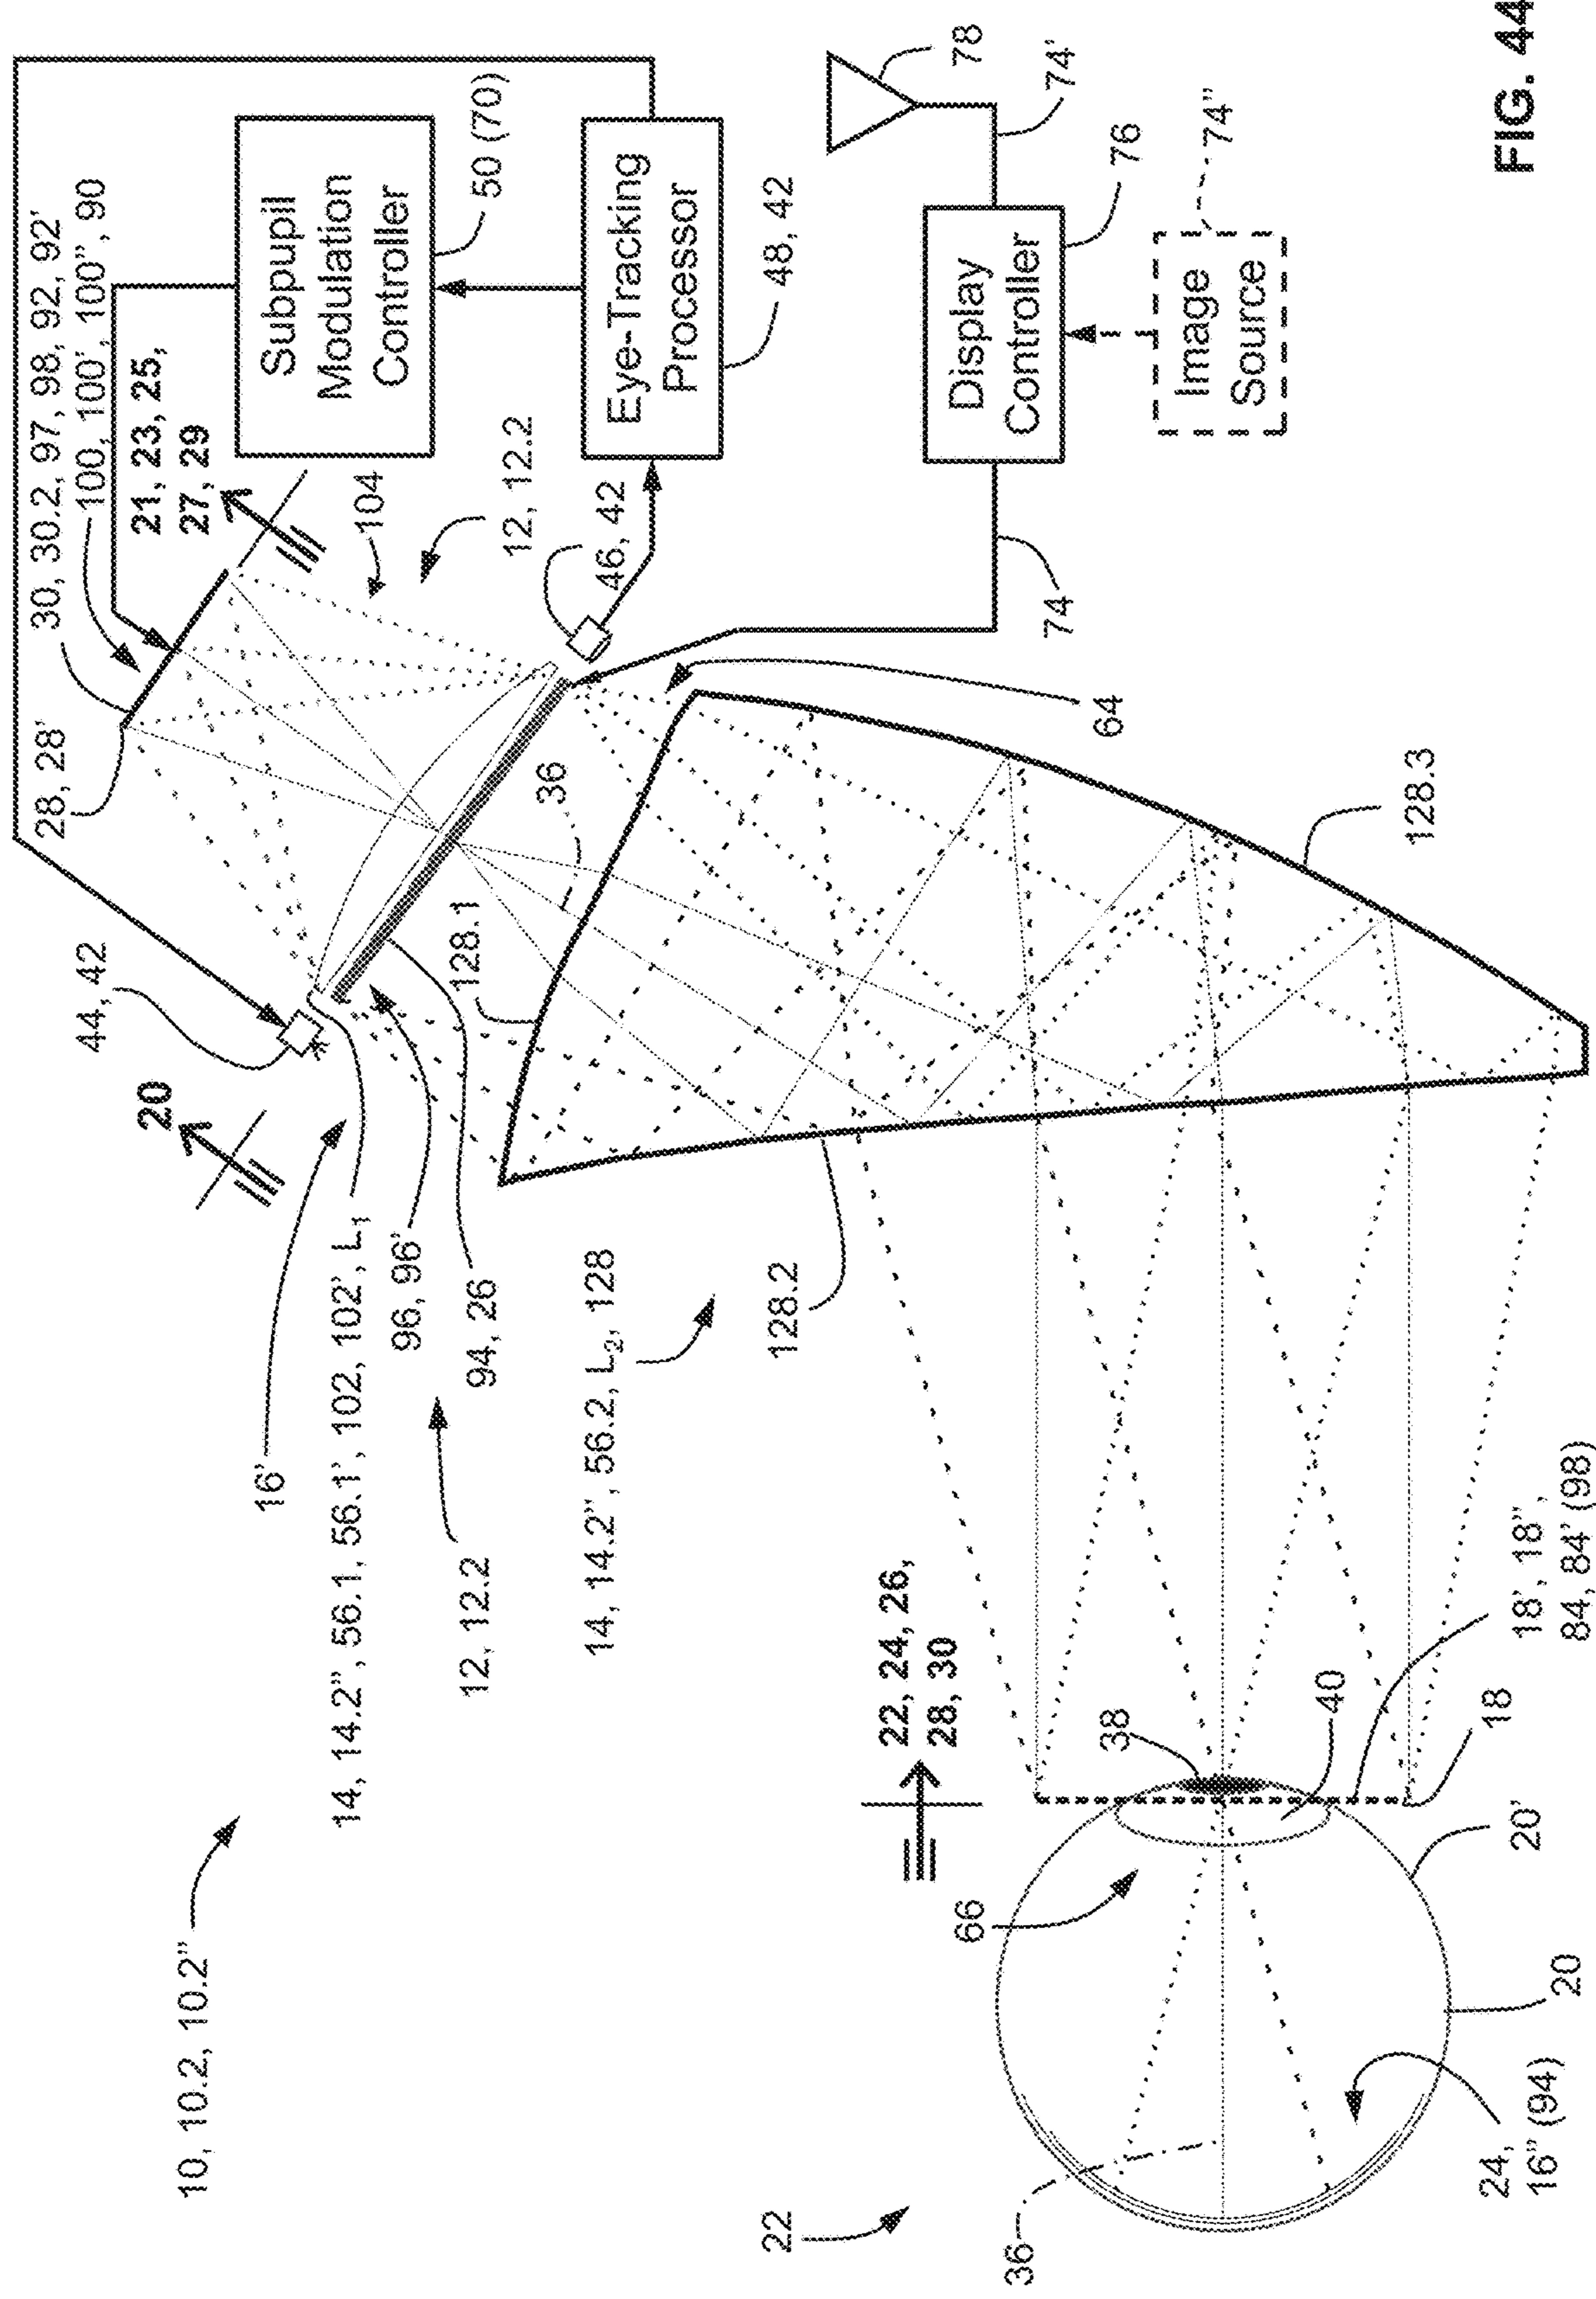 10, 10.2, 10.2"
16'
14, 14.2", 56.1, 56.1', 102, 102', L₁
96, 96'
12, 12.2
94, 26
14, 14.2", 56.2, L₂, 128
20
44, 42
28, 28'
30, 30.2, 97, 98, 92, 92'
100, 100', 100", 90
21, 23, 25,
27, 29
104
12, 12.2
46, 42
Subpupil
Modulation
Controller
50 (70)
Eye-Tracking
Processor
48, 42
78
74'
Display
Controller
76
Image
Source
74"
74
64
36
128.1
128.2
128.3
22, 24, 26,
28, 30
38
40
18
18', 18",
84, 84' (98)
66
20'
20
24,
16" (94)
36
22
FIG. 44